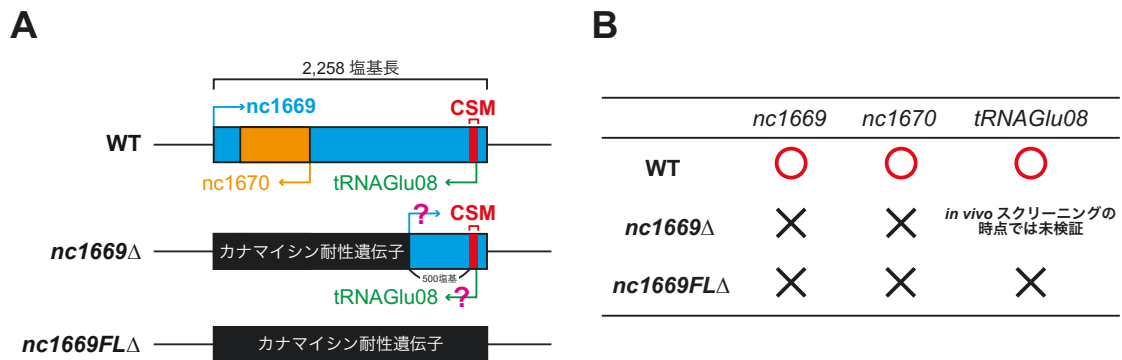 A
2,258 塩基長
nc1669
CSM
WT
nc1670
tRNAGlu08
?
CSM
nc1669Δ
カナマイシン耐性遺伝子
500塩基
?
tRNAGlu08
nc1669FLΔ
カナマイシン耐性遺伝子
B
nc1669 nc1670 tRNAGlu08
WT
nc1669Δ
in vivo スクリーニングの
時点では未検証
nc1669FLΔ